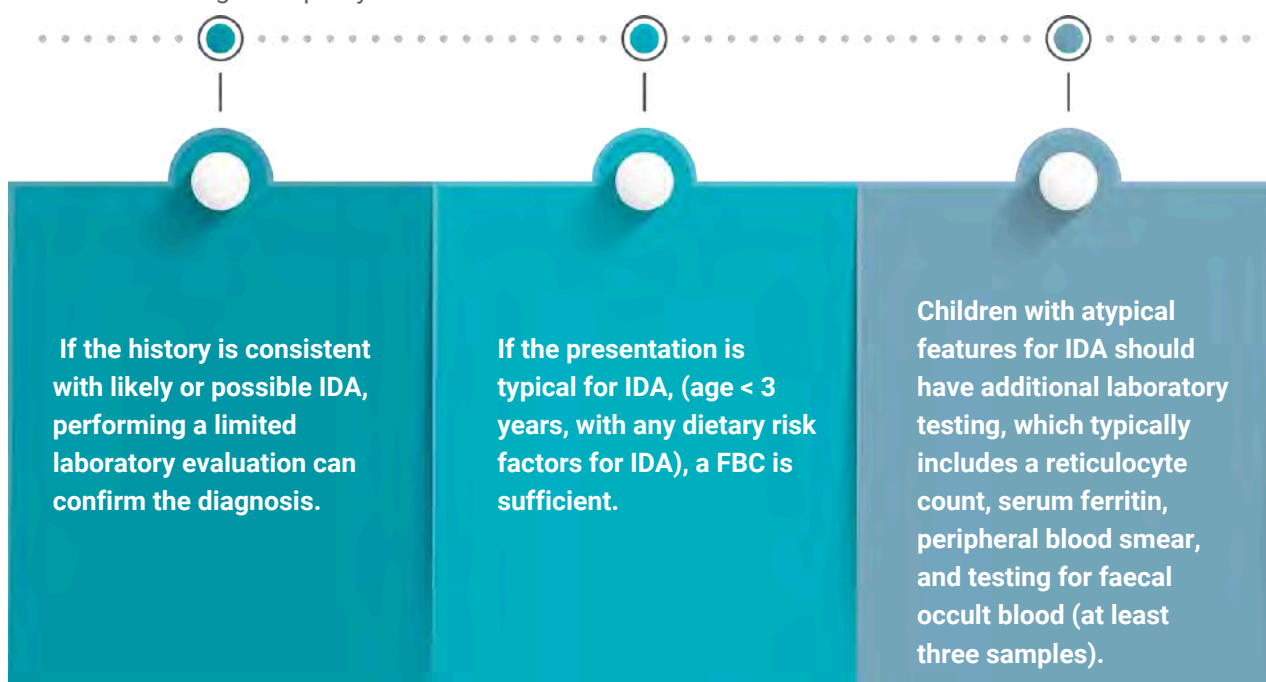 If the history is consistent
with likely or possible IDA,
performing a limited
laboratory evaluation can
confirm the diagnosis.
If the presentation is
typical for IDA, (age < 3
years, with any dietary risk
factors for IDA), a FBC is
sufficient.
Children with atypical
features for IDA should
have additional laboratory
testing, which typically
includes a reticulocyte
count, serum ferritin,
peripheral blood smear,
and testing for faecal
occult blood (at least
three samples).